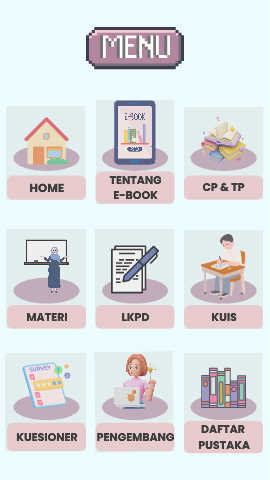 MENU
E-BOOK
HOME
TENTANG
E-BOOK
CP & TP
MATERI
LKPD
KUIS
SURVEY
KUESIONER
PENGEMBANG
DAFTAR
PUSTAKA